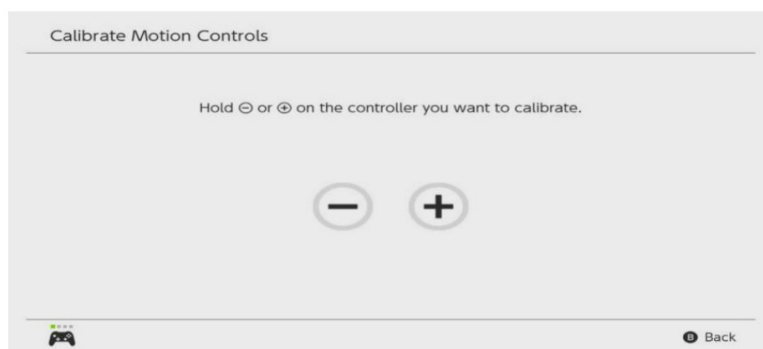 Calibrate Motion Controls
Hold ⊖ or ⊕ on the controller you want to calibrate.
− +
B Back